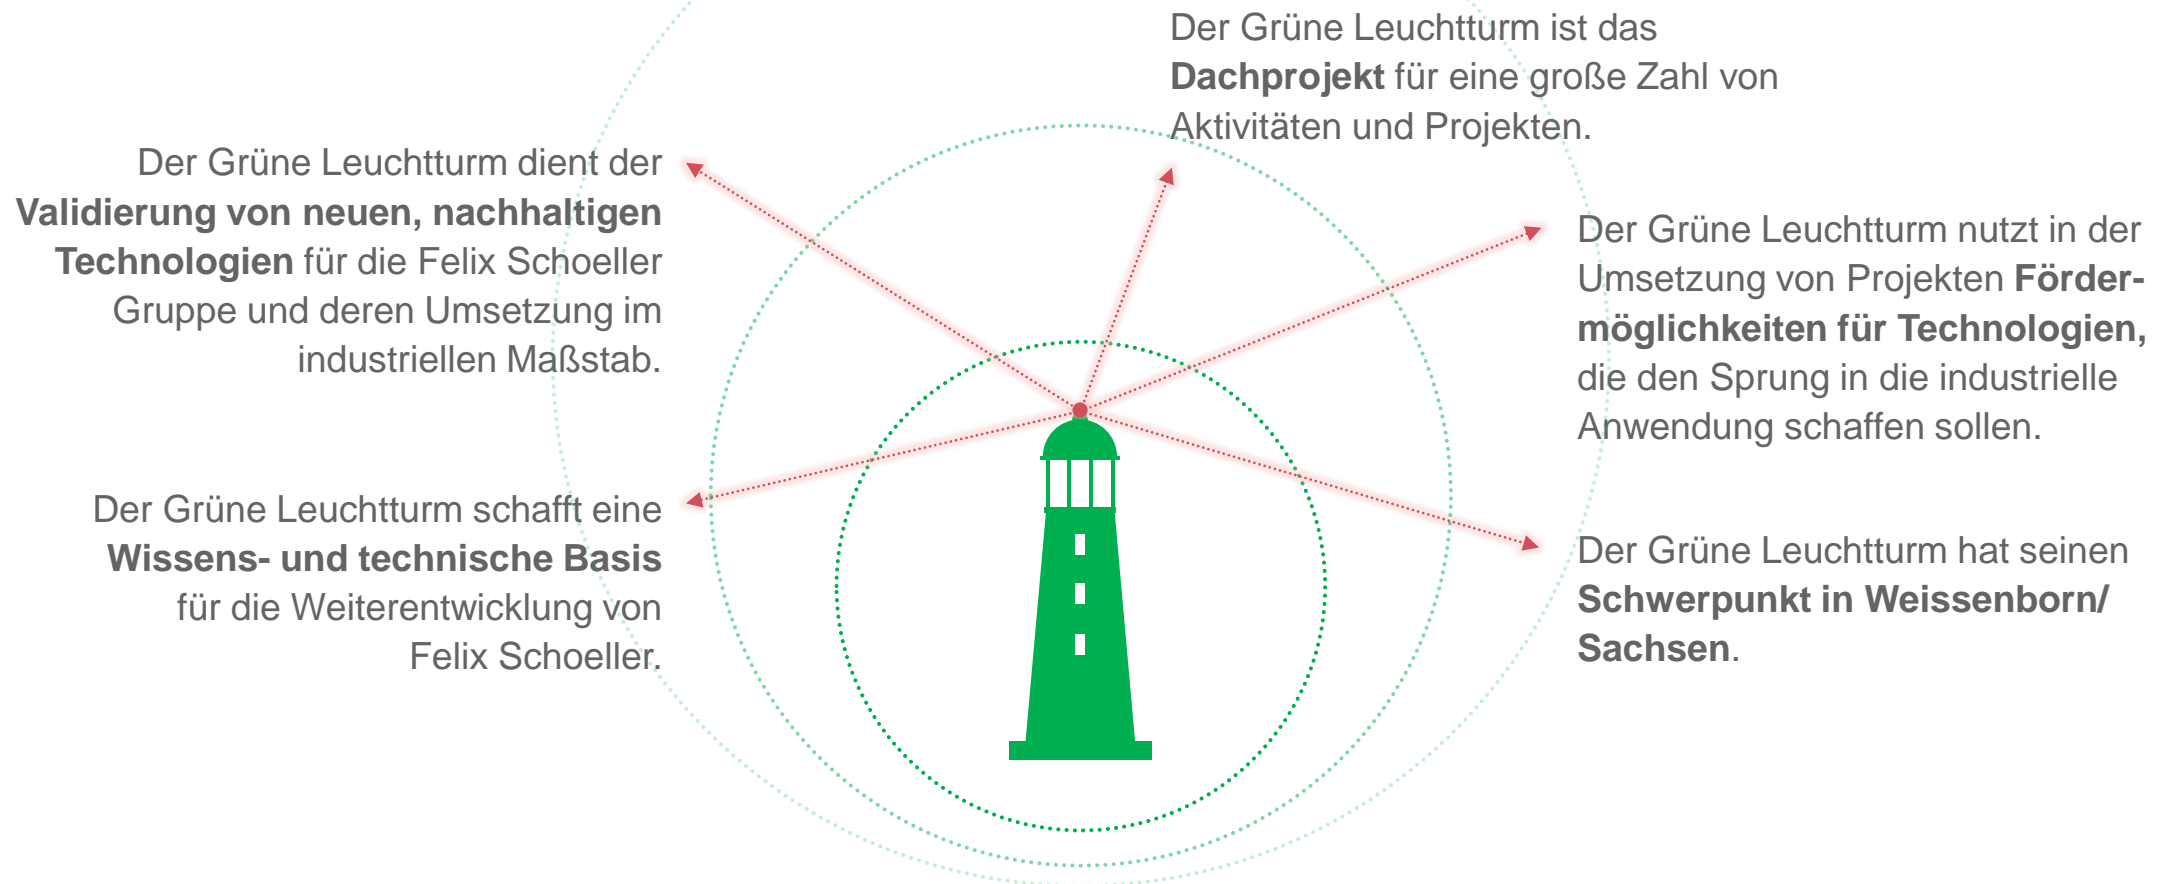 Der Grüne Leuchtturm ist das
Dachprojekt für eine große Zahl von
Aktivitäten und Projekten.
Der Grüne Leuchtturm dient der
Validierung von neuen, nachhaltigen
Technologien für die Felix Schoeller
Gruppe und deren Umsetzung im
industriellen Maßstab.
Der Grüne Leuchtturm nutzt in der
Umsetzung von Projekten Förder-
möglichkeiten für Technologien,
die den Sprung in die industrielle
Anwendung schaffen sollen.
Der Grüne Leuchtturm schafft eine
Wissens- und technische Basis
für die Weiterentwicklung von
Felix Schoeller.
Der Grüne Leuchtturm hat seinen
Schwerpunkt in Weissenborn/
Sachsen.